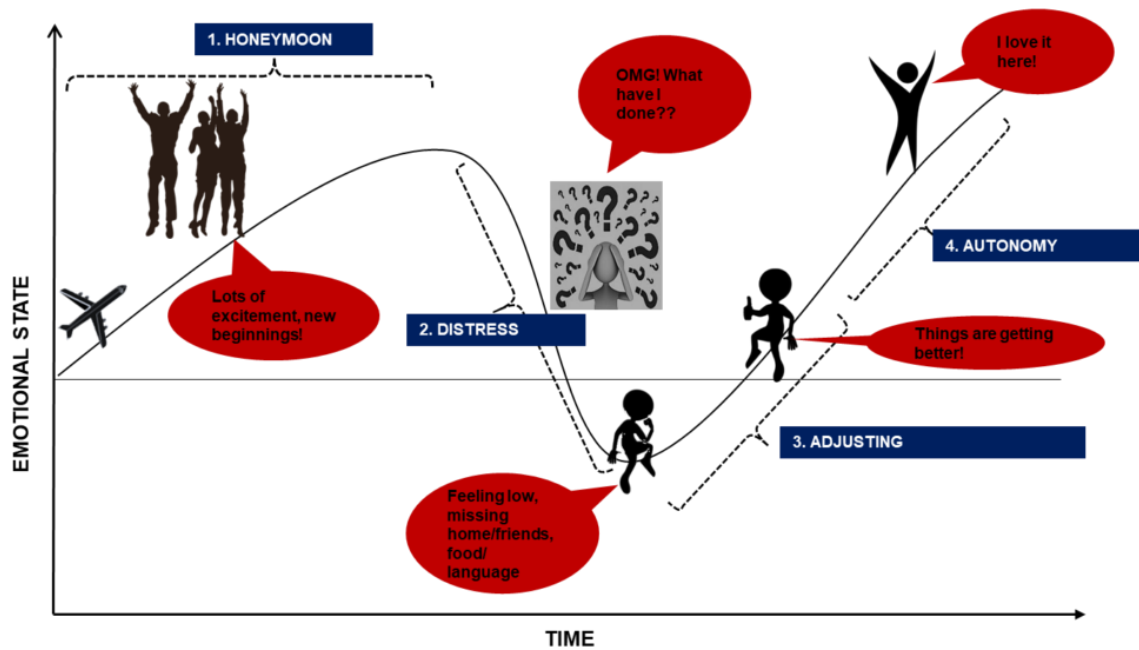 1. HONEYMOON
I love it
here!
OMG! What
have I
done??
Lots of
excitement, new
beginnings!
2. DISTRESS
4. AUTONOMY
Things are getting
better!
3. ADJUSTING
Feeling low,
missing
home/friends,
food/
language
EMOTIONAL STATE
TIME